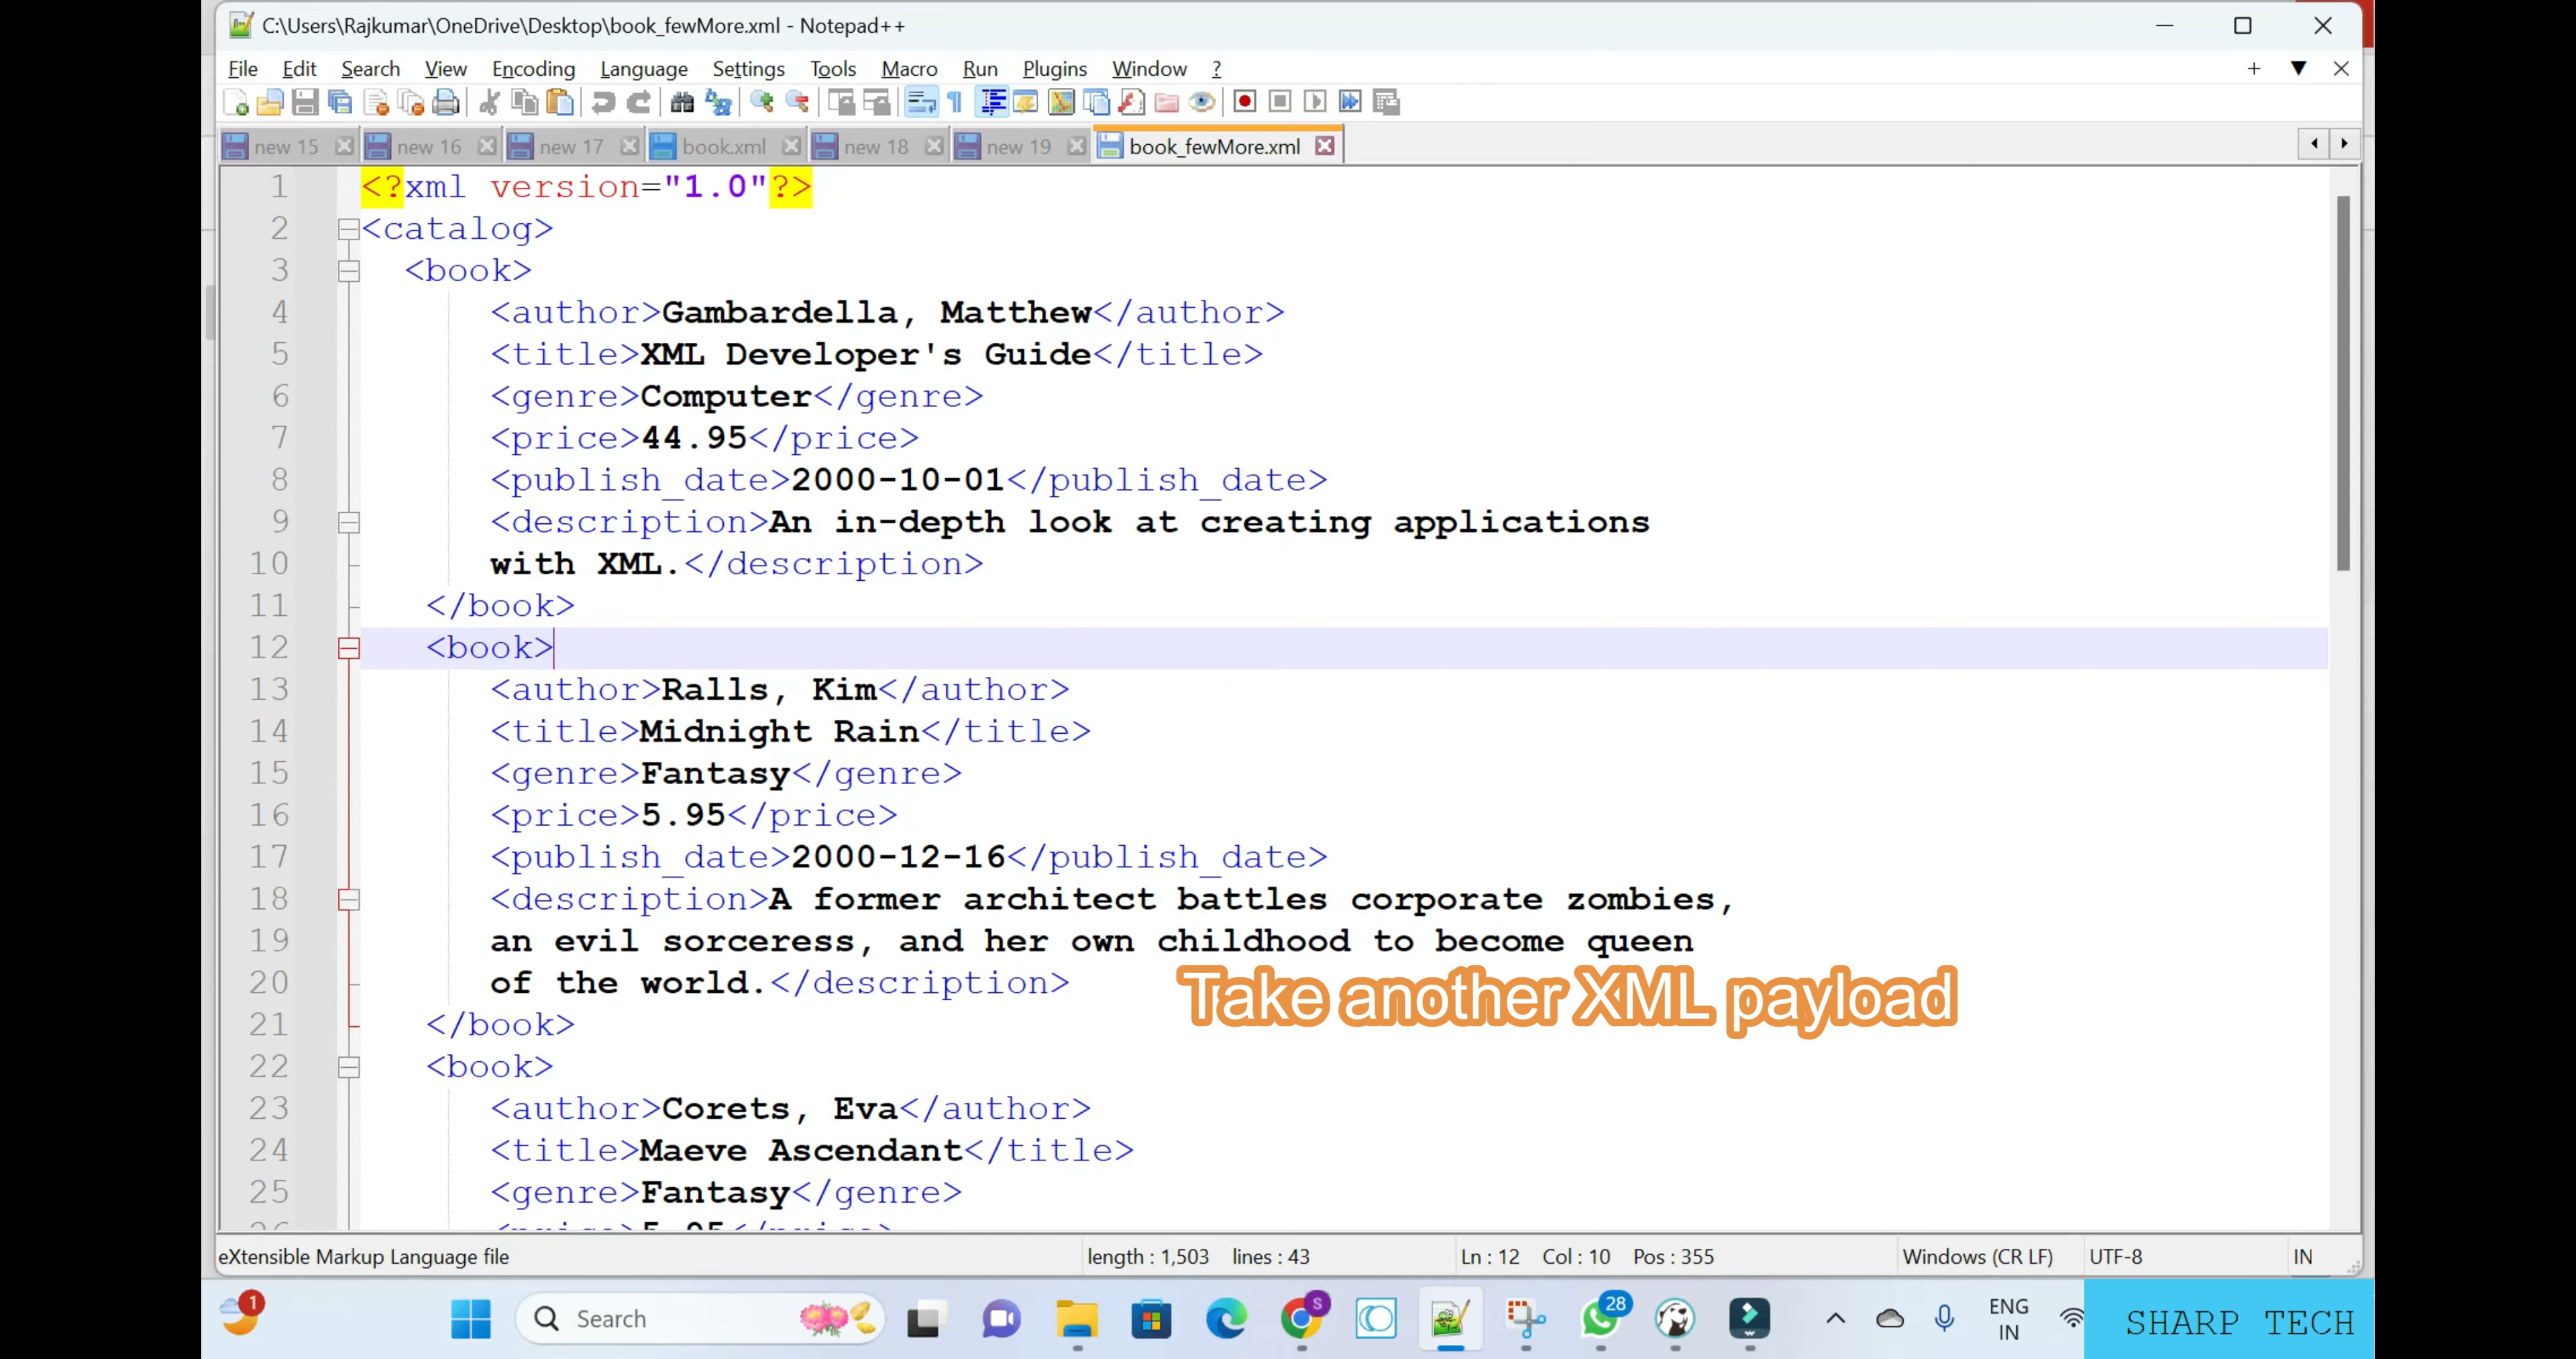 C:\Users\Rajkumar\OneDrive\Desktop\book_fewMore.xml - Notepad++
File Edit Search View Encoding Language Settings Tools Macro Run Plugins Window ?
new 15 new 16 new 17 book.xml new 18 new 19 book_fewMore.xml
1 <?xml version="1.0"?>
2 <catalog>
3 <book>
4 <author>Gambardella, Matthew</author>
5 <title>XML Developer's Guide</title>
6 <genre>Computer</genre>
7 <price>44.95</price>
8 <publish_date>2000-10-01</publish_date>
9 <description>An in-depth look at creating applications
10 with XML.</description>
11 </book>
12 <book>
13 <author>Ralls, Kim</author>
14 <title>Midnight Rain</title>
15 <genre>Fantasy</genre>
16 <price>5.95</price>
17 <publish_date>2000-12-16</publish_date>
18 <description>A former architect battles corporate zombies,
19 an evil sorceress, and her own childhood to become queen
20 of the world.</description>
Take another XML payload
21 </book>
22 <book>
23 <author>Corets, Eva</author>
24 <title>Maeve Ascendant</title>
25 <genre>Fantasy</genre>
26 <price>5.95</price>
eXtensible Markup Language file length : 1,503 lines : 43 Ln : 12 Col : 10 Pos : 355 Windows (CR LF) UTF-8 IN
1 Search S 28 ENG IN SHARP TECH